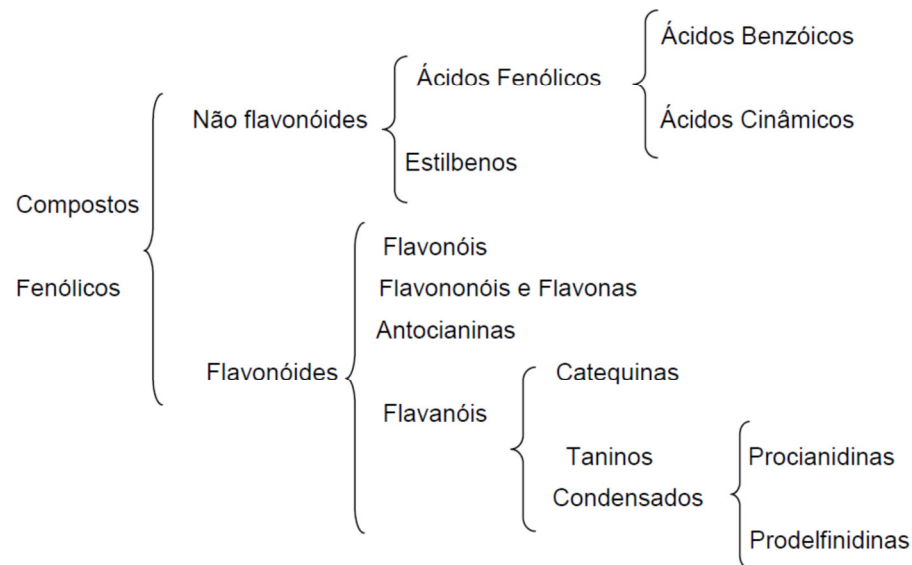 Compostos
Fenólicos
Não flavonóides
Ácidos Fenólicos
Ácidos Benzóicos
Ácidos Cinâmicos
Estilbenos
Flavonóides
Flavonóis
Flavononóis e Flavonas
Antocianinas
Flavanóis
Catequinas
Taninos
Condensados
Procianidinas
Prodelfinidinas